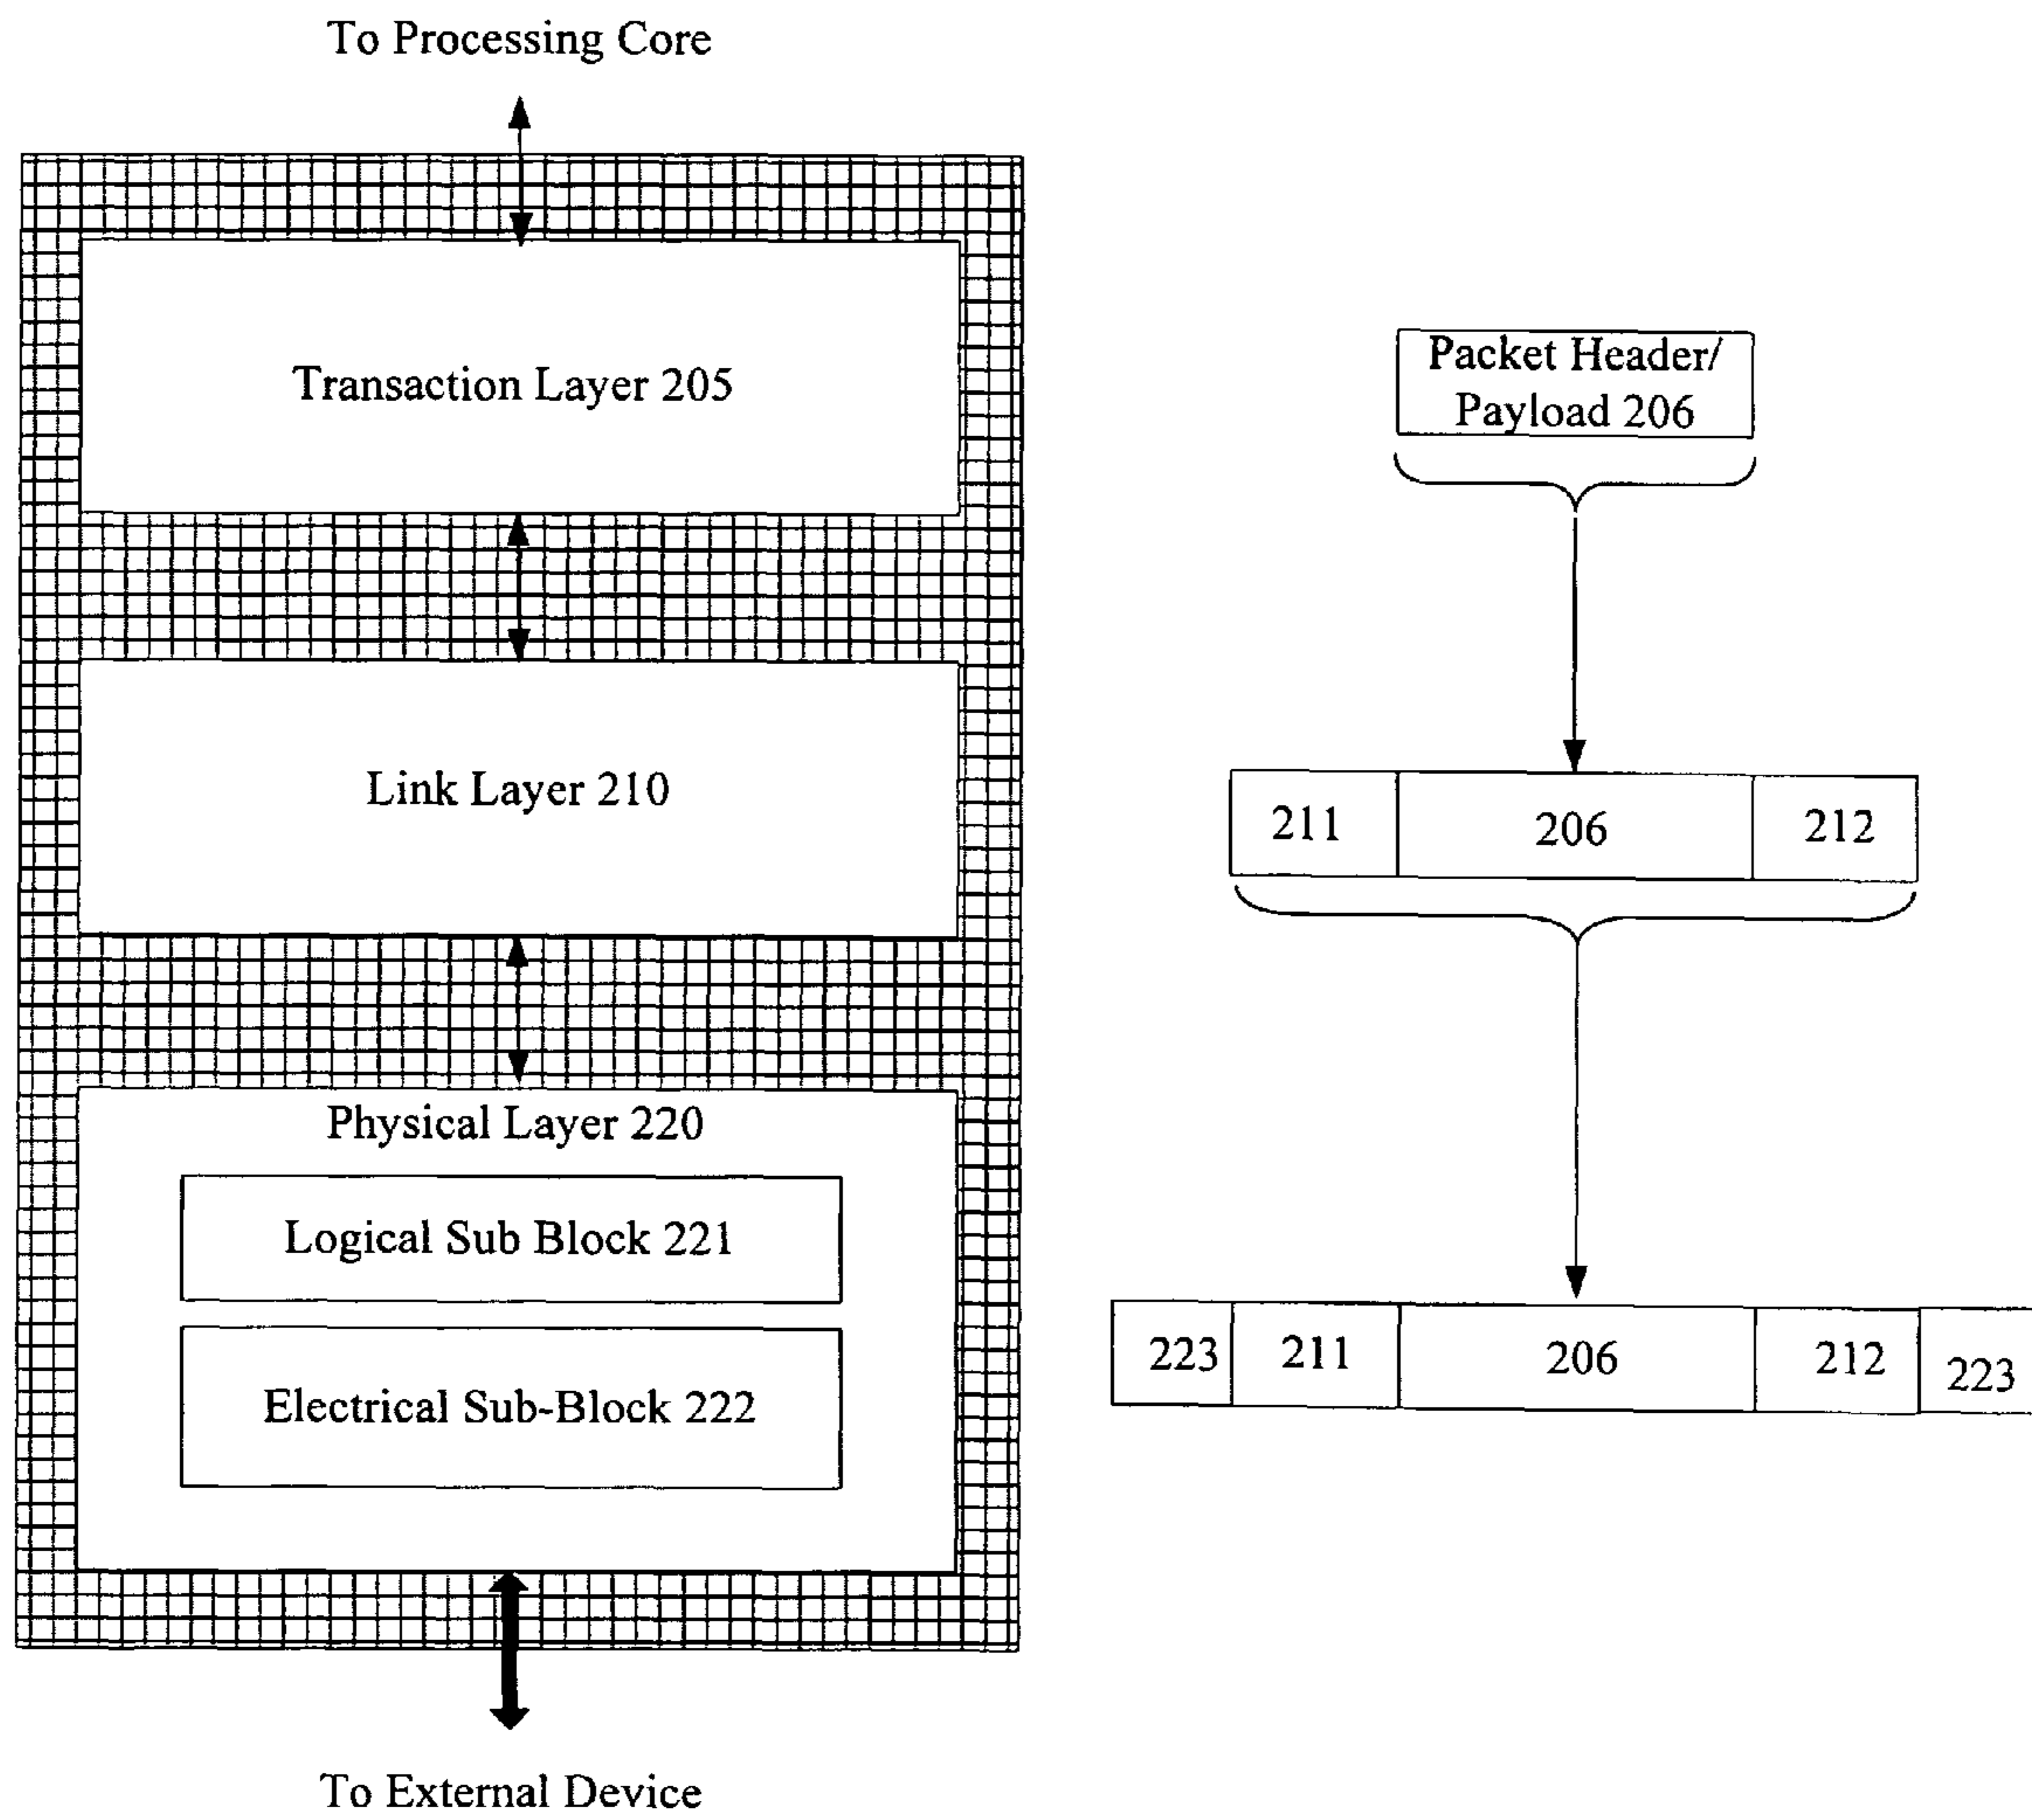 To Processing Core
Transaction Layer 205
Packet Header/
Payload 206
Link Layer 210
211 206 212
Physical Layer 220
Logical Sub Block 221
Electrical Sub-Block 222
223 211 206 212 223
To External Device